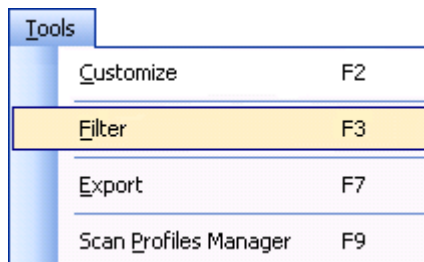 Tools
Customize F2
Filter F3
Export F7
Scan Profiles Manager F9